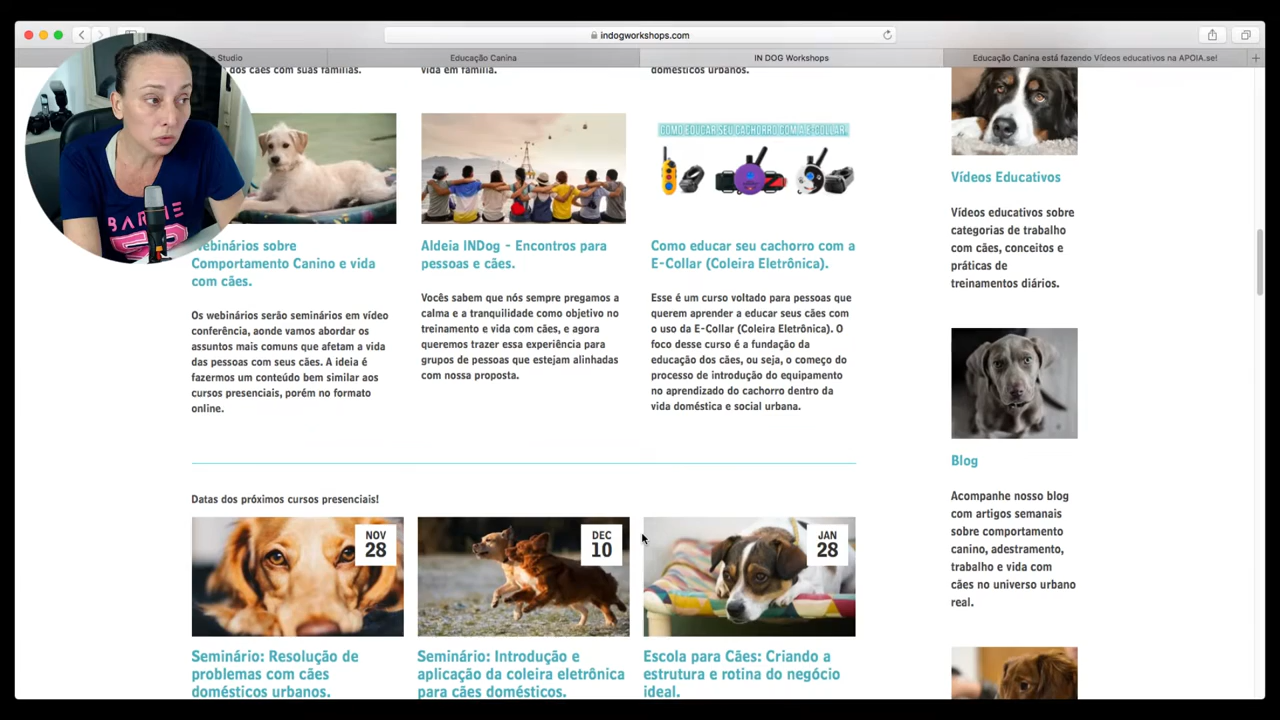 indogworkshops.com
Studio
Educação Canina
IN DOG Workshops
Educação Canina está fazendo Vídeos educativos na APOIA.se!
dos cães com suas famílias.
vida em família.
domésticos urbanos.
BARBIE
COMO EDUCAR SEU CACHORRO COM A E-COLLAR!
Webinários sobre
Comportamento Canino e vida
com cães.
Os webinários serão seminários em vídeo
conferência, aonde vamos abordar os
assuntos mais comuns que afetam a vida
das pessoas com seus cães. A ideia é
fazermos um conteúdo bem similar aos
cursos presenciais, porém no formato
online.
Aldeia INDog - Encontros para
pessoas e cães.
Vocês sabem que nós sempre pregamos a
calma e a tranquilidade como objetivo no
treinamento e vida com cães, e agora
queremos trazer essa experiência para
grupos de pessoas que estejam alinhadas
com nossa proposta.
Como educar seu cachorro com a
E-Collar (Coleira Eletrônica).
Esse é um curso voltado para pessoas que
querem aprender a educar seus cães com
o uso da E-Collar (Coleira Eletrônica). O
foco desse curso é a fundação da
educação dos cães, ou seja, o começo do
processo de introdução do equipamento
no aprendizado do cachorro dentro da
vida doméstica e social urbana.
Vídeos Educativos
Vídeos educativos sobre
categorias de trabalho
com cães, conceitos e
práticas de
treinamentos diários.
Blog
Acompanhe nosso blog
com artigos semanais
sobre comportamento
canino, adestramento,
trabalho e vida com
cães no universo urbano
real.
Datas dos próximos cursos presenciais!
NOV
28
DEC
10
JAN
28
Seminário: Resolução de
problemas com cães
domésticos urbanos.
Seminário: Introdução e
aplicação da coleira eletrônica
para cães domésticos.
Escola para Cães: Criando a
estrutura e rotina do negócio
ideal.